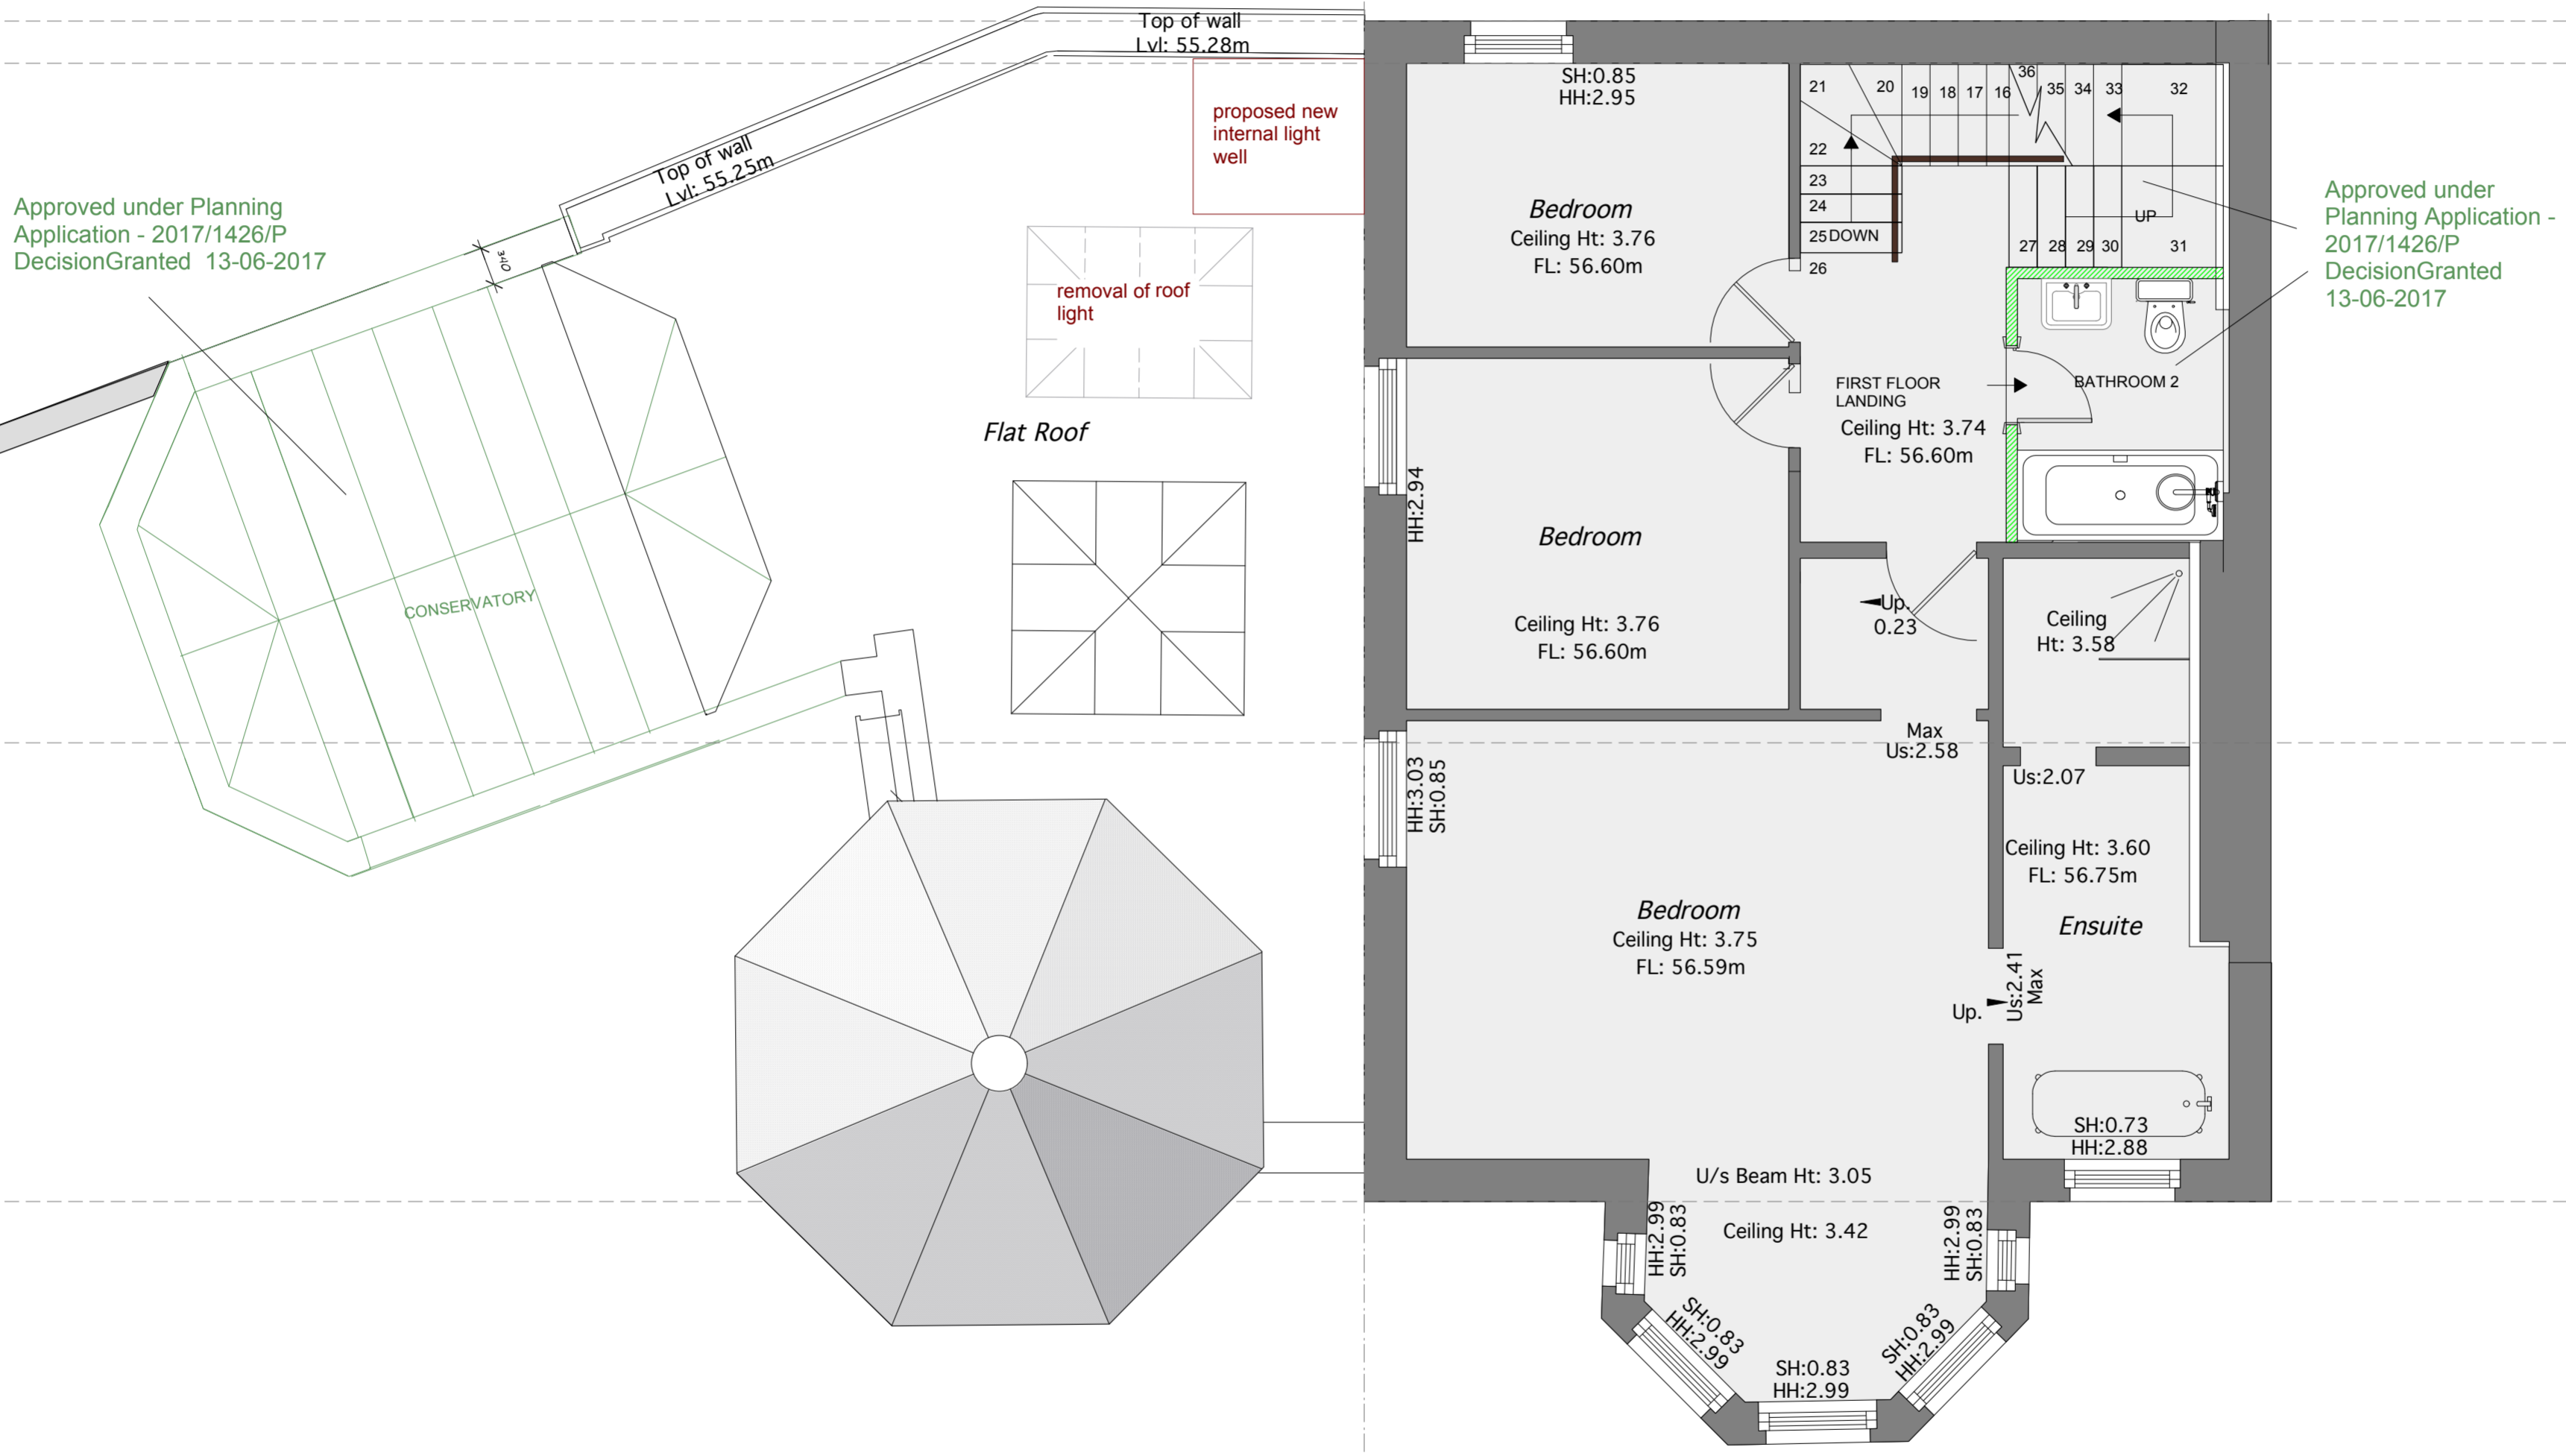 Top of wall
Lvl: 55.28m
Top of wall
Lvl: 55.25m
proposed new
internal light
well
Approved under Planning
Application - 2017/1426/P
DecisionGranted 13-06-2017
340
removal of roof
light
Flat Roof
CONSERVATORY
SH:0.85
HH:2.95
Bedroom
Ceiling Ht: 3.76
FL: 56.60m
21
20
19
18
17
16
36
35
34
33
32
22
23
24
25
DOWN
26
27
28
29
30
31
UP
Approved under
Planning Application -
2017/1426/P
DecisionGranted
13-06-2017
BATHROOM 2
FIRST FLOOR
LANDING
Ceiling Ht: 3.74
FL: 56.60m
HH:2.94
Bedroom
Ceiling Ht: 3.76
FL: 56.60m
Up.
0.23
Ceiling
Ht: 3.58
Max
Us:2.58
Us:2.07
HH:3.03
SH:0.85
Bedroom
Ceiling Ht: 3.75
FL: 56.59m
Ceiling Ht: 3.60
FL: 56.75m
Ensuite
Up.
Us:2.41
Max
SH:0.73
HH:2.88
U/s Beam Ht: 3.05
Ceiling Ht: 3.42
HH:2.99
SH:0.83
HH:2.99
SH:0.83
SH:0.83
HH:2.99
SH:0.83
HH:2.99
SH:0.83
HH:2.99